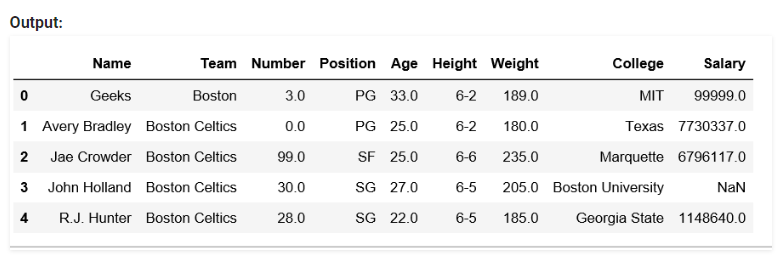 Output:
Name Team Number Position Age Height Weight College Salary
0 Geeks Boston 3.0 PG 33.0 6-2 189.0 MIT 99999.0
1 Avery Bradley Boston Celtics 0.0 PG 25.0 6-2 180.0 Texas 7730337.0
2 Jae Crowder Boston Celtics 99.0 SF 25.0 6-6 235.0 Marquette 6796117.0
3 John Holland Boston Celtics 30.0 SG 27.0 6-5 205.0 Boston University NaN
4 R.J. Hunter Boston Celtics 28.0 SG 22.0 6-5 185.0 Georgia State 1148640.0